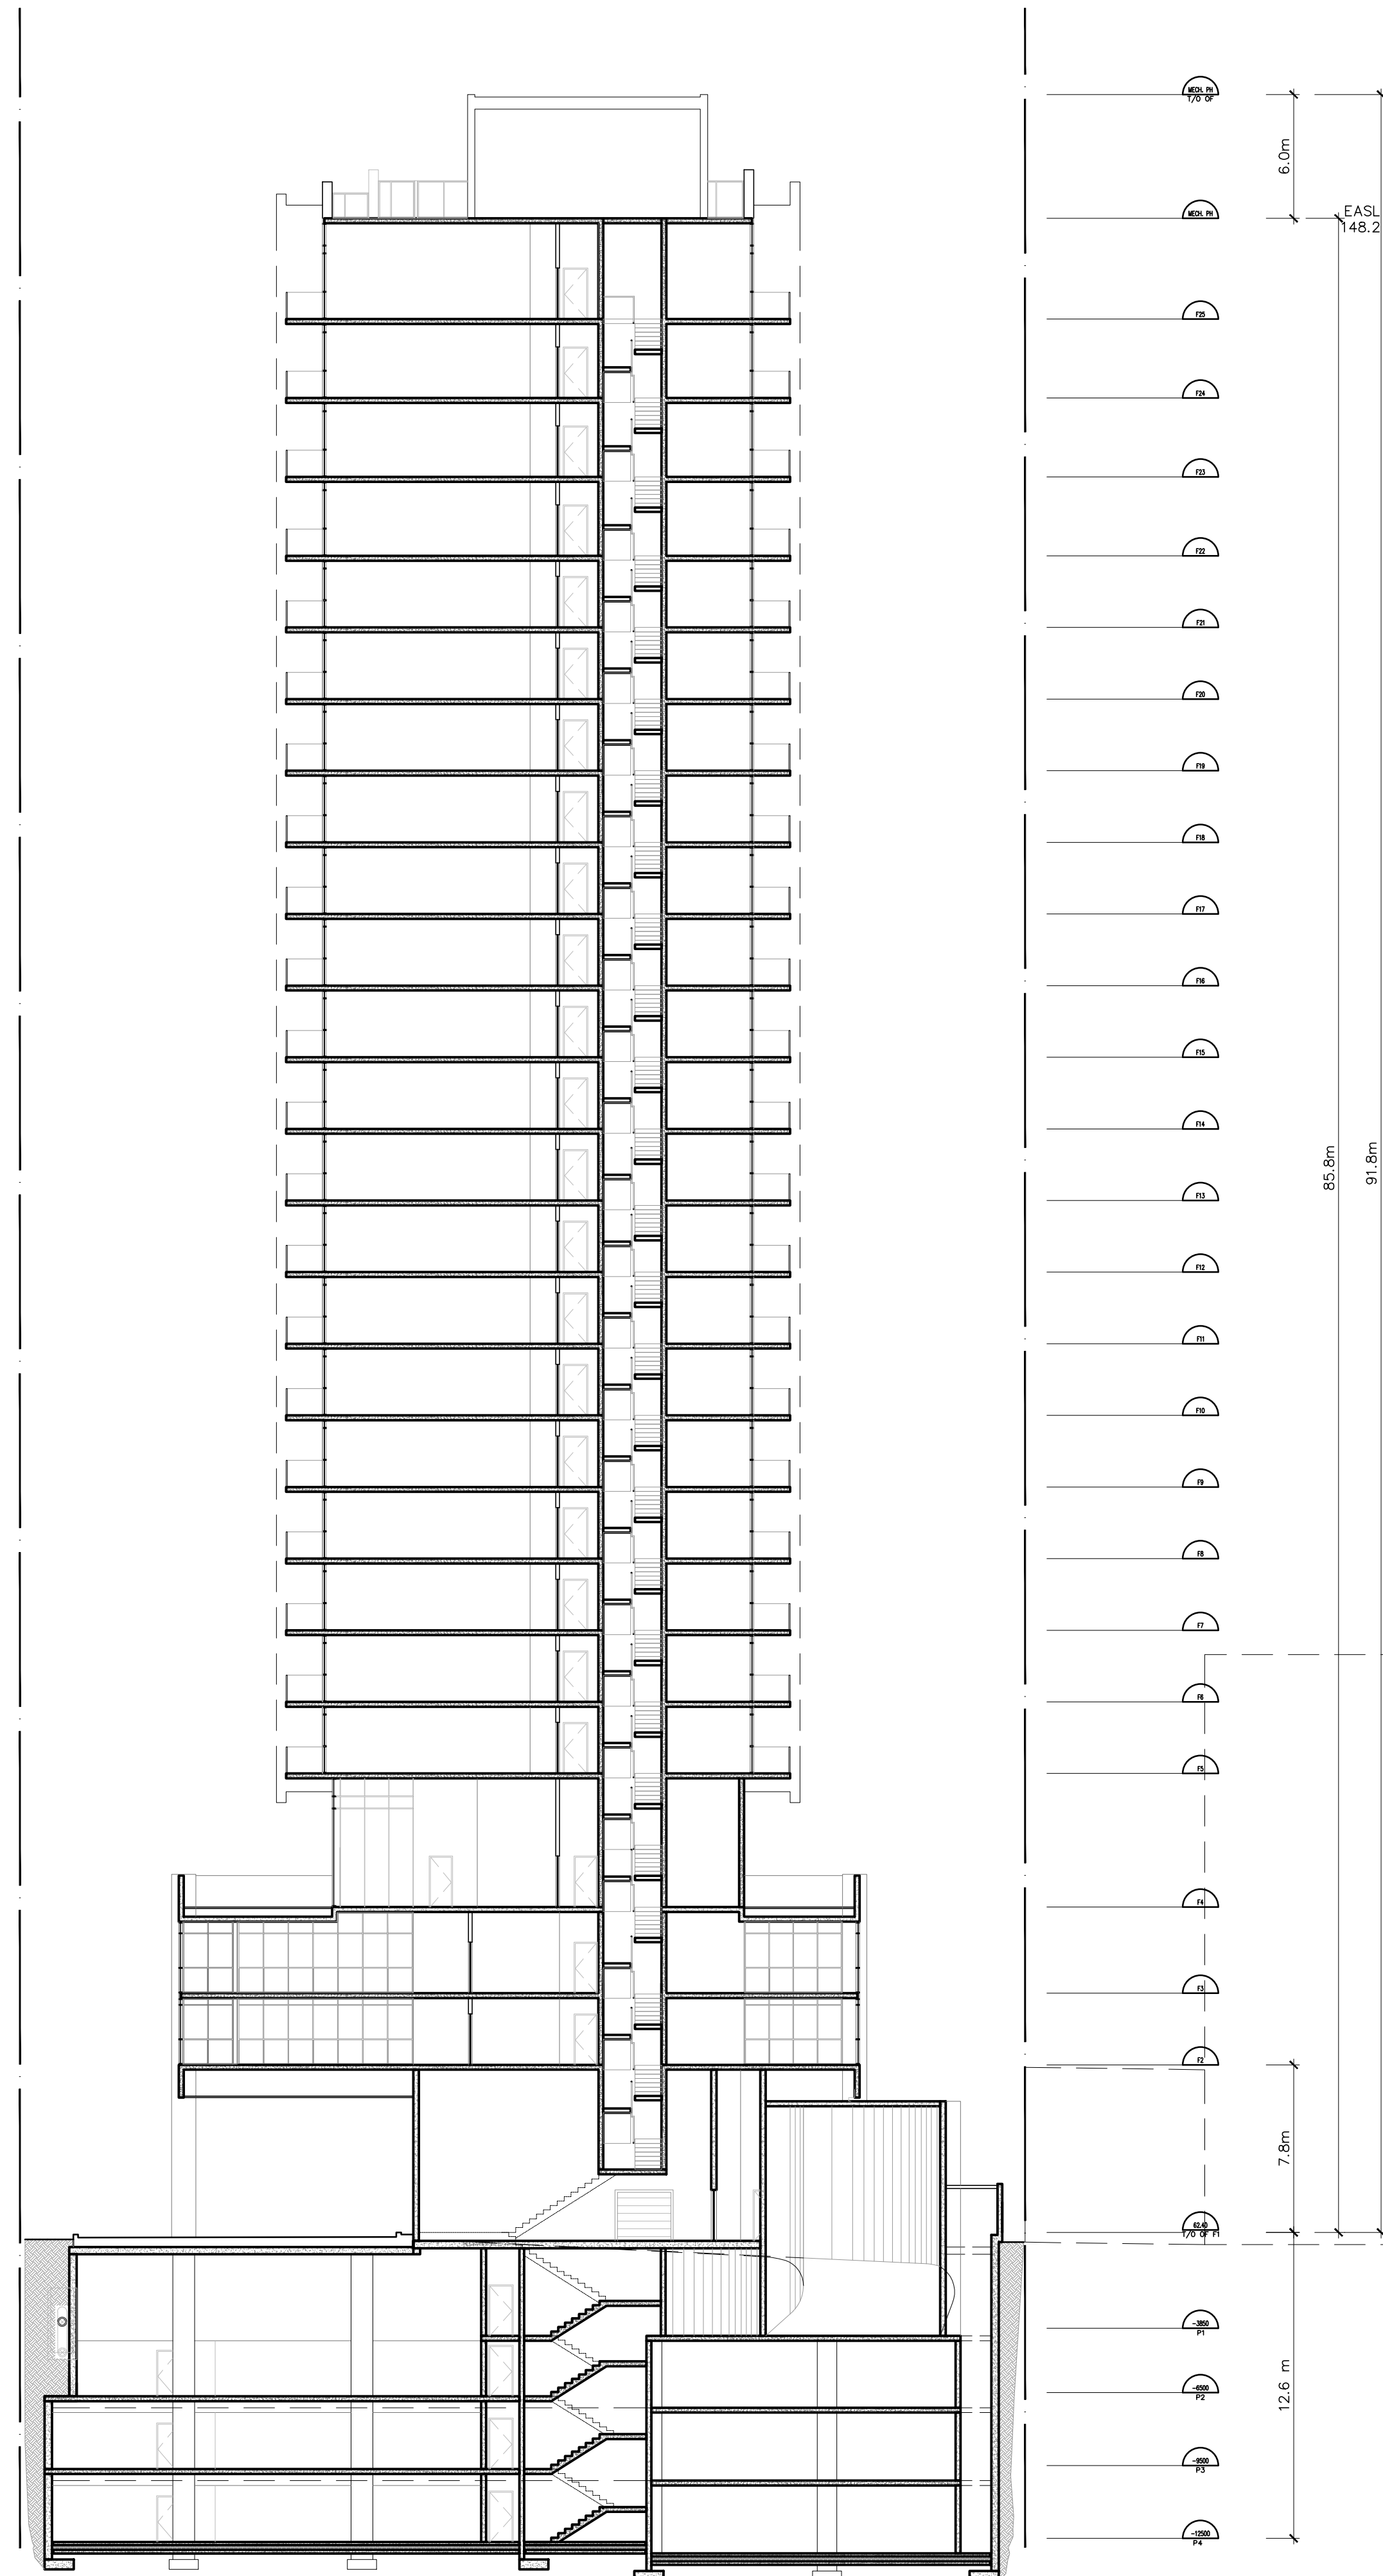 MECH. PH
T/O OF
6.0m
MECH. PH
EASL
148.2
F25
F24
F23
F22
F21
F20
F19
F18
F17
F16
F15
F14
85.8m
91.8m
F13
F12
F11
F10
F9
F8
F7
F6
F5
F4
F3
F2
7.8m
62.40
T/O OF F1
-3850
P1
12.6 m
-6500
P2
-9500
P3
-12500
P4